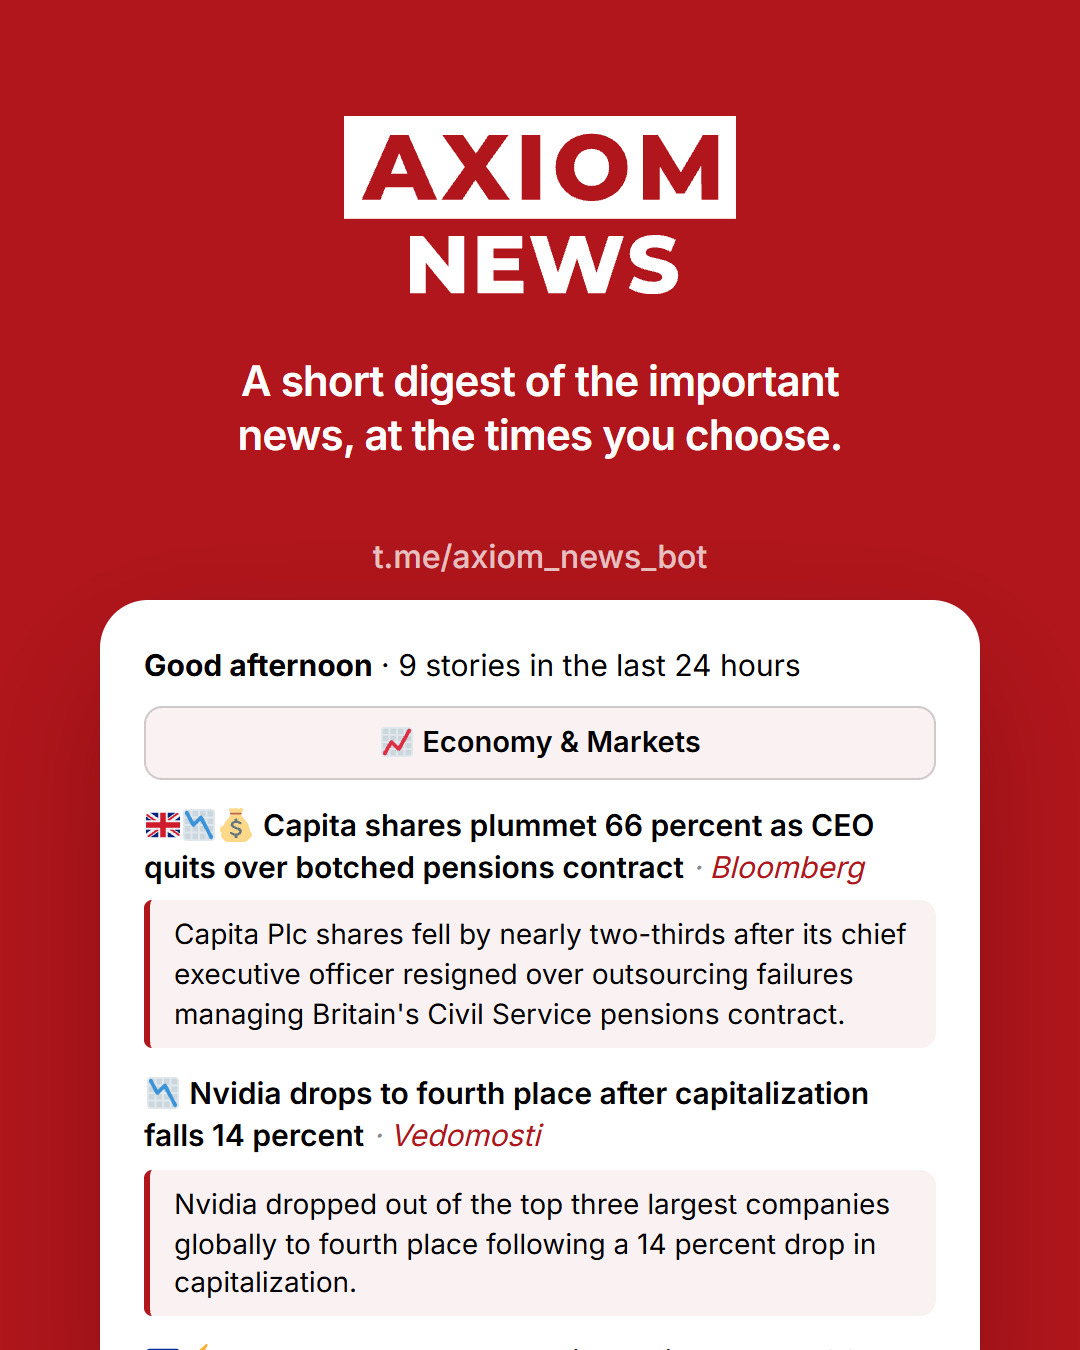 AXIOM
NEWS
A short digest of the important
news, at the times you choose.
t.me/axiom_news_bot
Good afternoon · 9 stories in the last 24 hours
📈 Economy & Markets
🇬🇧📉💰 Capita shares plummet 66 percent as CEO
quits over botched pensions contract · Bloomberg
Capita Plc shares fell by nearly two-thirds after its chief
executive officer resigned over outsourcing failures
managing Britain's Civil Service pensions contract.
📉 Nvidia drops to fourth place after capitalization
falls 14 percent · Vedomosti
Nvidia dropped out of the top three largest companies
globally to fourth place following a 14 percent drop in
capitalization.